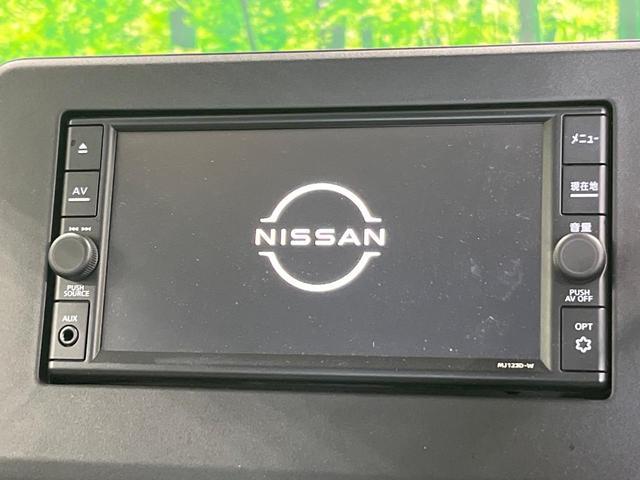 メニュー
AV
現在地
音量
NISSAN
PUSH
SOURCE
PUSH
AV OFF
AUX
OPT
MJ123D-W